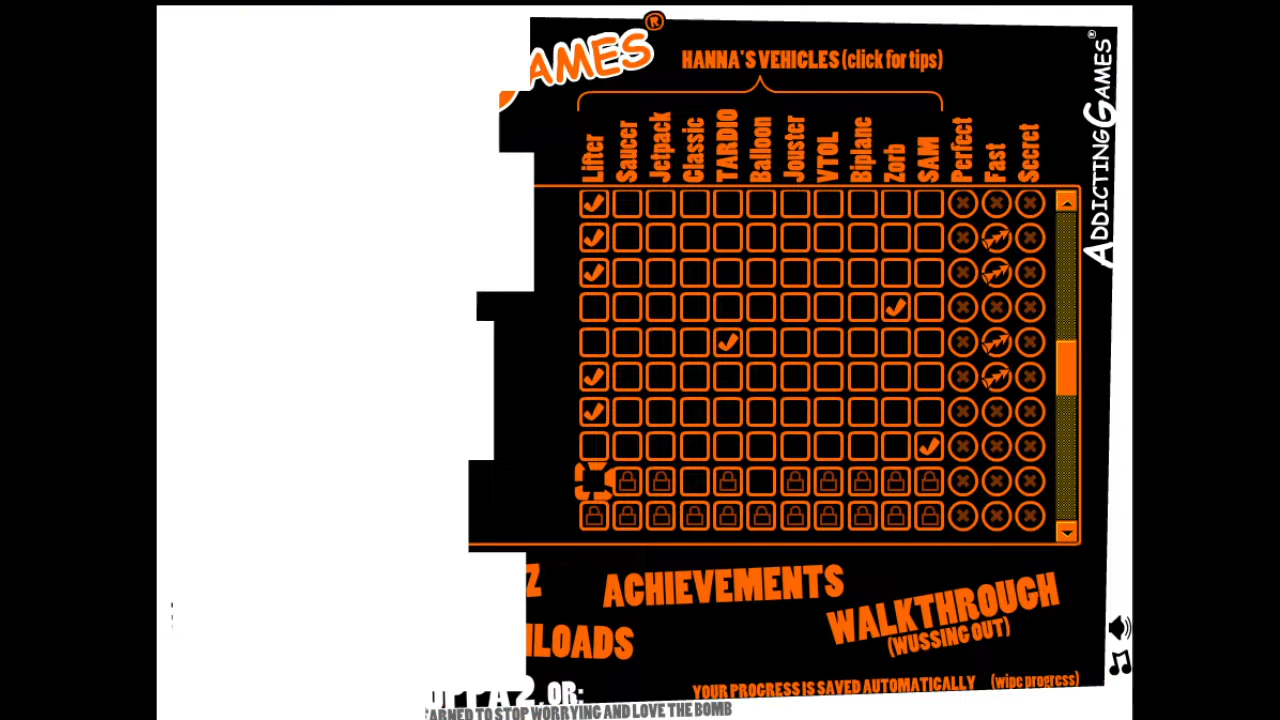 AMES®
HANNA'S VEHICLES (click for tips)
ADDICTINGGAMES®
Lifter
Saucer
Jetpack
Classic
TARDIO
Balloon
Jouster
VTOL
Biplane
Zorb
SAM
Perfect
Fast
Secret
Z
ACHIEVEMENTS
WALKTHROUGH
(WUSSING OUT)
NLOADS
2, OR:
YOUR PROGRESS IS SAVED AUTOMATICALLY (wipe progress)
ARNED TO STOP WORRYING AND LOVE THE BOMB